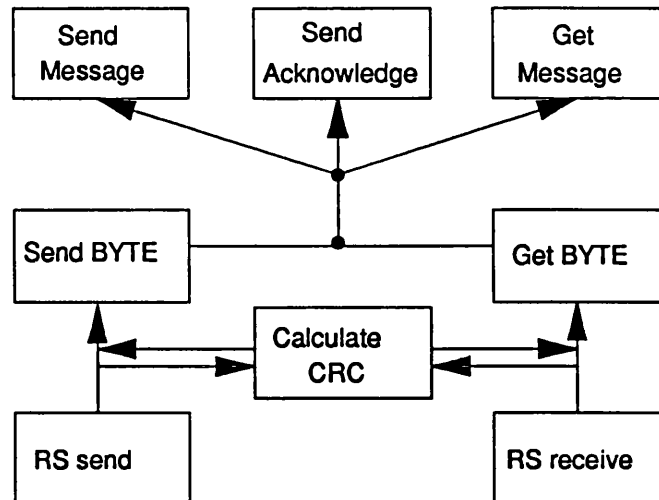 Send
Message
Send
Acknowledge
Get
Message
Send BYTE
Get BYTE
Calculate
CRC
RS send
RS receive